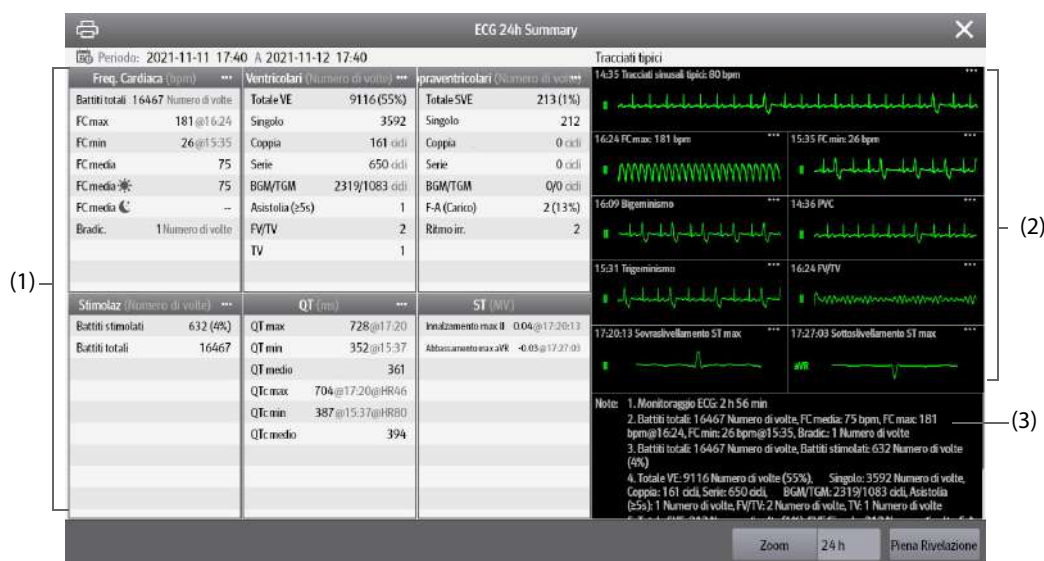 ECG 24h Summary
Periodo: 2021-11-11 17:40 A 2021-11-12 17:40
Freq. Cardiaca (bpm)
Battiti totali 16467 Numero di volte
FC max 181@16:24
FC min 26@15:35
FC media 75
FC media 75
FC media --
Bradic. 1 Numero di volte
Ventricolari (Numero di volte)
Totale VE 9116(55%)
Singolo 3592
Coppia 161 cicli
Serie 650 cicli
BGM/TGM 2319/1083 cicli
Asistolia (≥5s) 1
FV/TV 2
TV 1
praventricolari (Numero di volte)
Totale SVE 213(1%)
Singolo 212
Coppia 0 cicli
Serie 0 cicli
BGM/TGM 0/0 cicli
F-A (Carico) 2(13%)
Ritmo irr. 2
Stimolaz (Numero di volte)
Battiti stimolati 632 (4%)
Battiti totali 16467
QT (ms)
QT max 728@17:20
QT min 352@15:37
QT medio 361
QTc max 704@17:20@HR46
QTc min 387@15:37@HR80
QTc medio 394
ST (MV)
Innalzamento max II 0.04@17:20:13
Abbassamento max aVR -0.03@17:27:03
Tracciati tipici
14:35 Tracciati sinusali tipici: 80 bpm
II
16:24 FC max: 181 bpm
II
15:35 FC min: 26 bpm
II
16:09 Bigeminismo
II
14:36 PVC
II
15:31 Trigeminismo
II
16:24 FV/TV
II
17:20:13 Sovraslivellamento ST max
II
17:27:03 Sottoslivellamento ST max
aVR
Note: 1. Monitoraggio ECG: 2 h 56 min
2. Battiti totali: 16467 Numero di volte, FC media: 75 bpm, FC max: 181
bpm@16:24, FC min: 26 bpm@15:35, Bradic.: 1 Numero di volte
3. Battiti totali: 16467 Numero di volte, Battiti stimolati: 632 Numero di volte
(4%)
4. Totale VE: 9116 Numero di volte (55%), Singolo: 3592 Numero di volte,
Coppia: 161 cicli, Serie: 650 cicli, BGM/TGM: 2319/1083 cicli, Asistolia
(≥5s): 1 Numero di volte, FV/TV: 2 Numero di volte, TV: 1 Numero di volte
Zoom
24 h
Piena Rivelazione
(1)
(2)
(3)